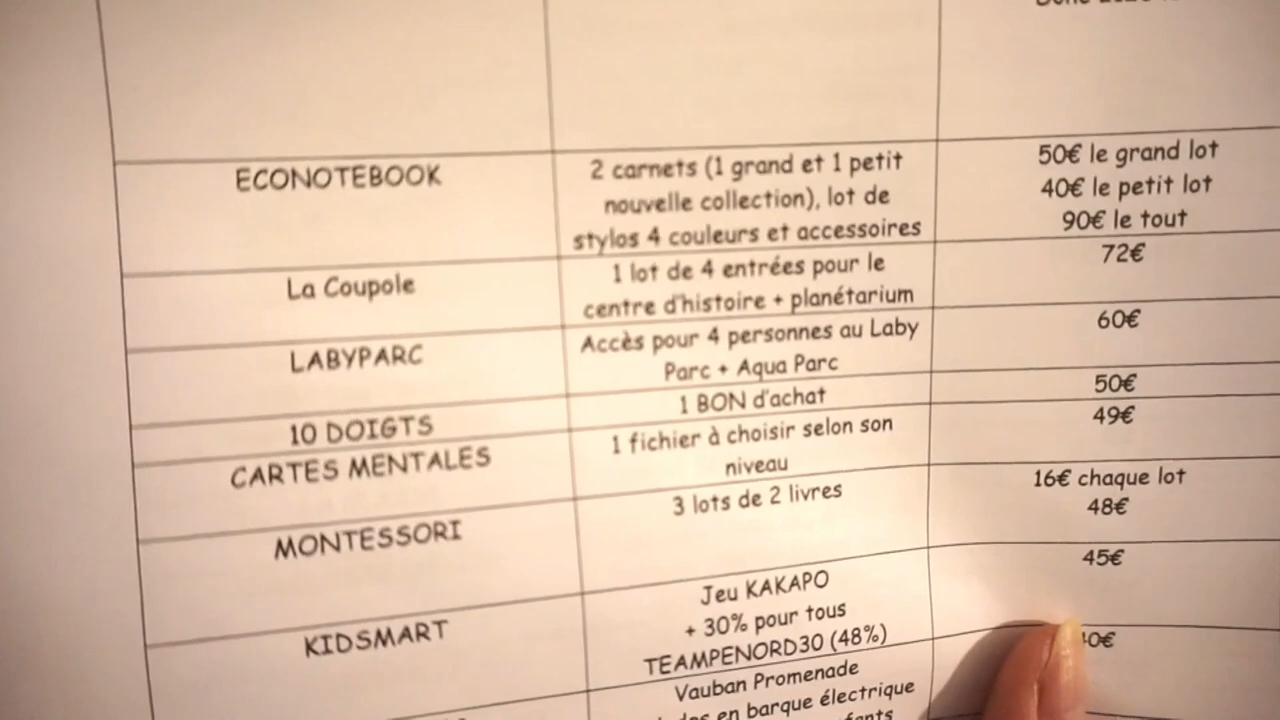 ECONOTEBOOK
2 carnets (1 grand et 1 petit
nouvelle collection), lot de
stylos 4 couleurs et accessoires
50€ le grand lot
40€ le petit lot
90€ le tout
La Coupole
1 lot de 4 entrées pour le
centre d'histoire + planétarium
72€
LABYPARC
Accès pour 4 personnes au Laby
Parc + Aqua Parc
60€
10 DOIGTS
1 BON d'achat
50€
CARTES MENTALES
1 fichier à choisir selon son
niveau
49€
MONTESSORI
3 lots de 2 livres
16€ chaque lot
48€
KIDSMART
Jeu KAKAPO
+ 30% pour tous
TEAMPENORD30 (48%)
45€
Vauban Promenade
en barque électrique